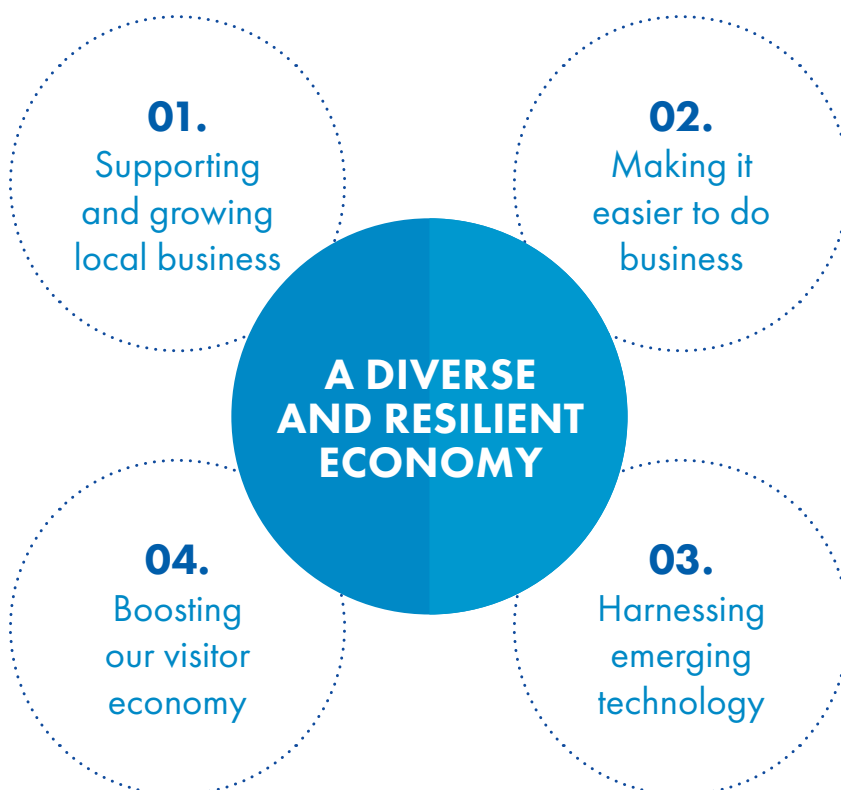 01.
Supporting
and growing
local business
02.
Making it
easier to do
business
A DIVERSE
AND RESILIENT
ECONOMY
04.
Boosting
our visitor
economy
03.
Harnessing
emerging
technology